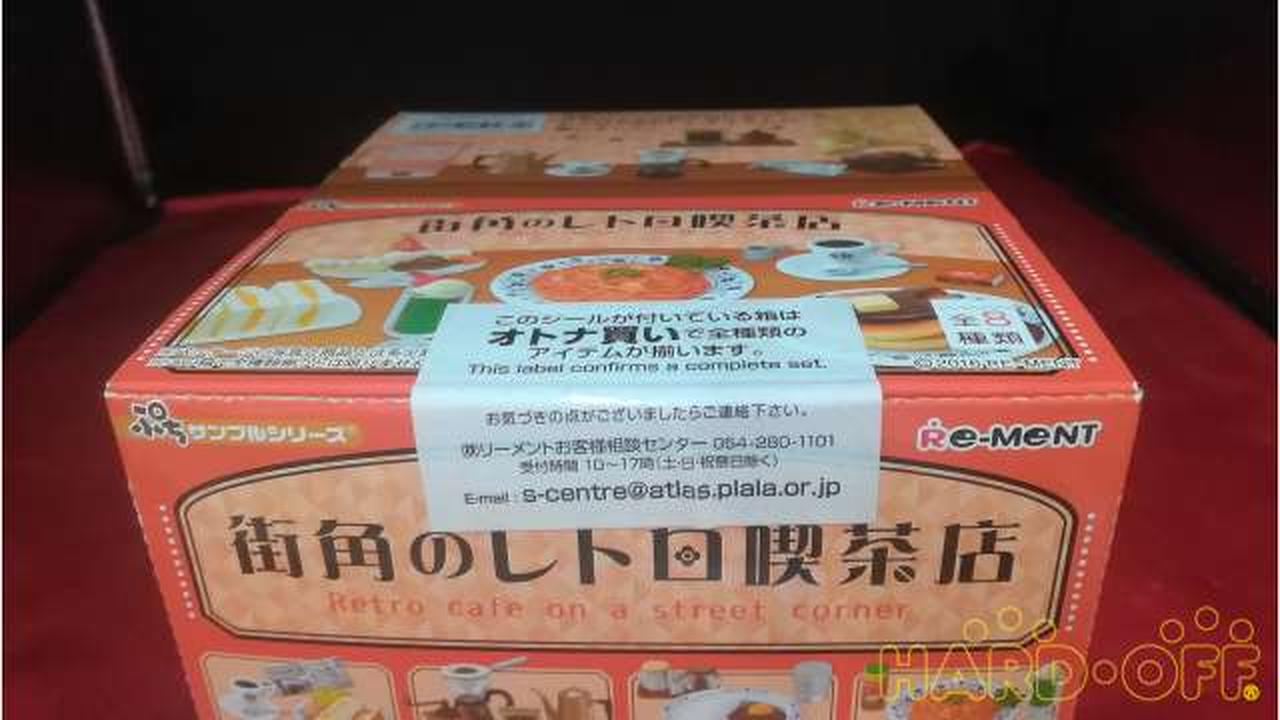 Re-MENT
街角のレトロ喫茶店
このシールが付いている箱は
オトナ買いで全種類の
アイテムが揃います。
This label confirms a complete set.
全8
種類
お気づきの点がございましたらご連絡下さい。
㈱リーメントお客様相談センター 054-280-1101
受付時間 10〜17時(土・日・祝祭日除く)
E-mail : s-centre@atlas.plala.or.jp
ぷちサンプルシリーズ
Re-MENT
街角のレトロ喫茶店
Retro cafe on a street corner
HARD・OFF®